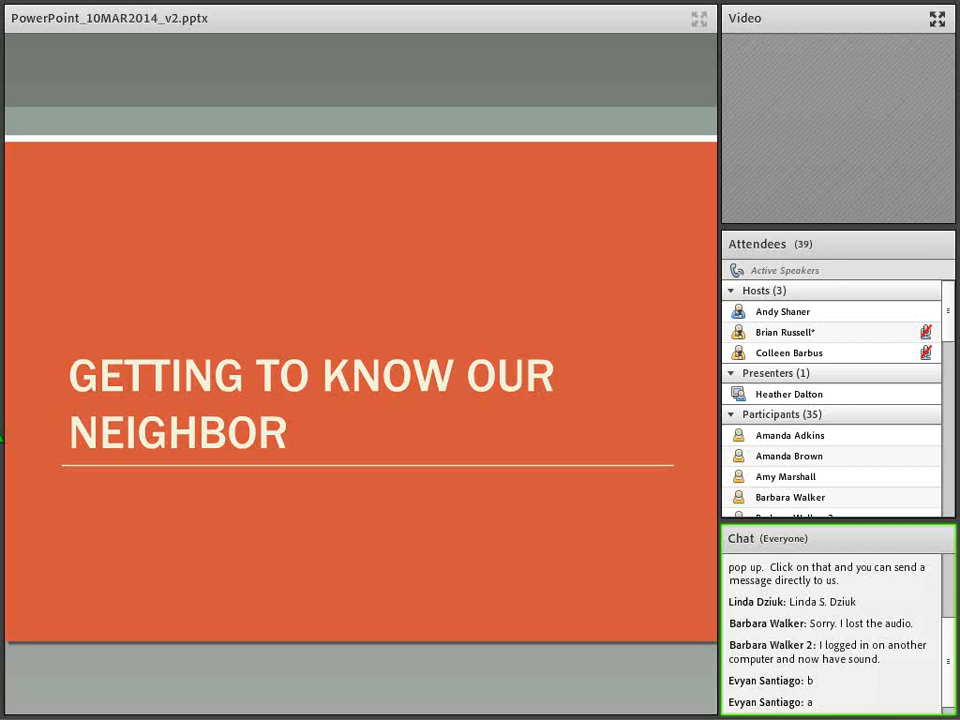 PowerPoint_10MAR2014_v2.pptx
GETTING TO KNOW OUR
NEIGHBOR
Video
Attendees (39)
Active Speakers
Hosts (3)
Andy Shaner
Brian Russell*
Colleen Barbus
Presenters (1)
Heather Dalton
Participants (35)
Amanda Adkins
Amanda Brown
Amy Marshall
Barbara Walker
Chat (Everyone)
pop up. Click on that and you can send a
message directly to us.
Linda Dziuk: Linda S. Dziuk
Barbara Walker: Sorry. I lost the audio.
Barbara Walker 2: I logged in on another
computer and now have sound.
Evyan Santiago: b
Evyan Santiago: a